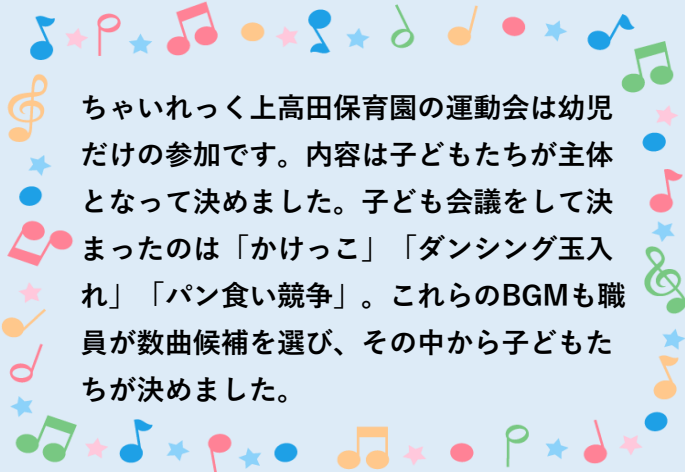 ちゃいれっく上高田保育園の運動会は幼児
だけの参加です。内容は子どもたちが主体
となって決めました。子ども会議をして決
まったのは「かけっこ」「ダンシング玉入
れ」「パン食い競争」。これらのBGMも職
員が数曲候補を選び、その中から子どもた
ちが決めました。